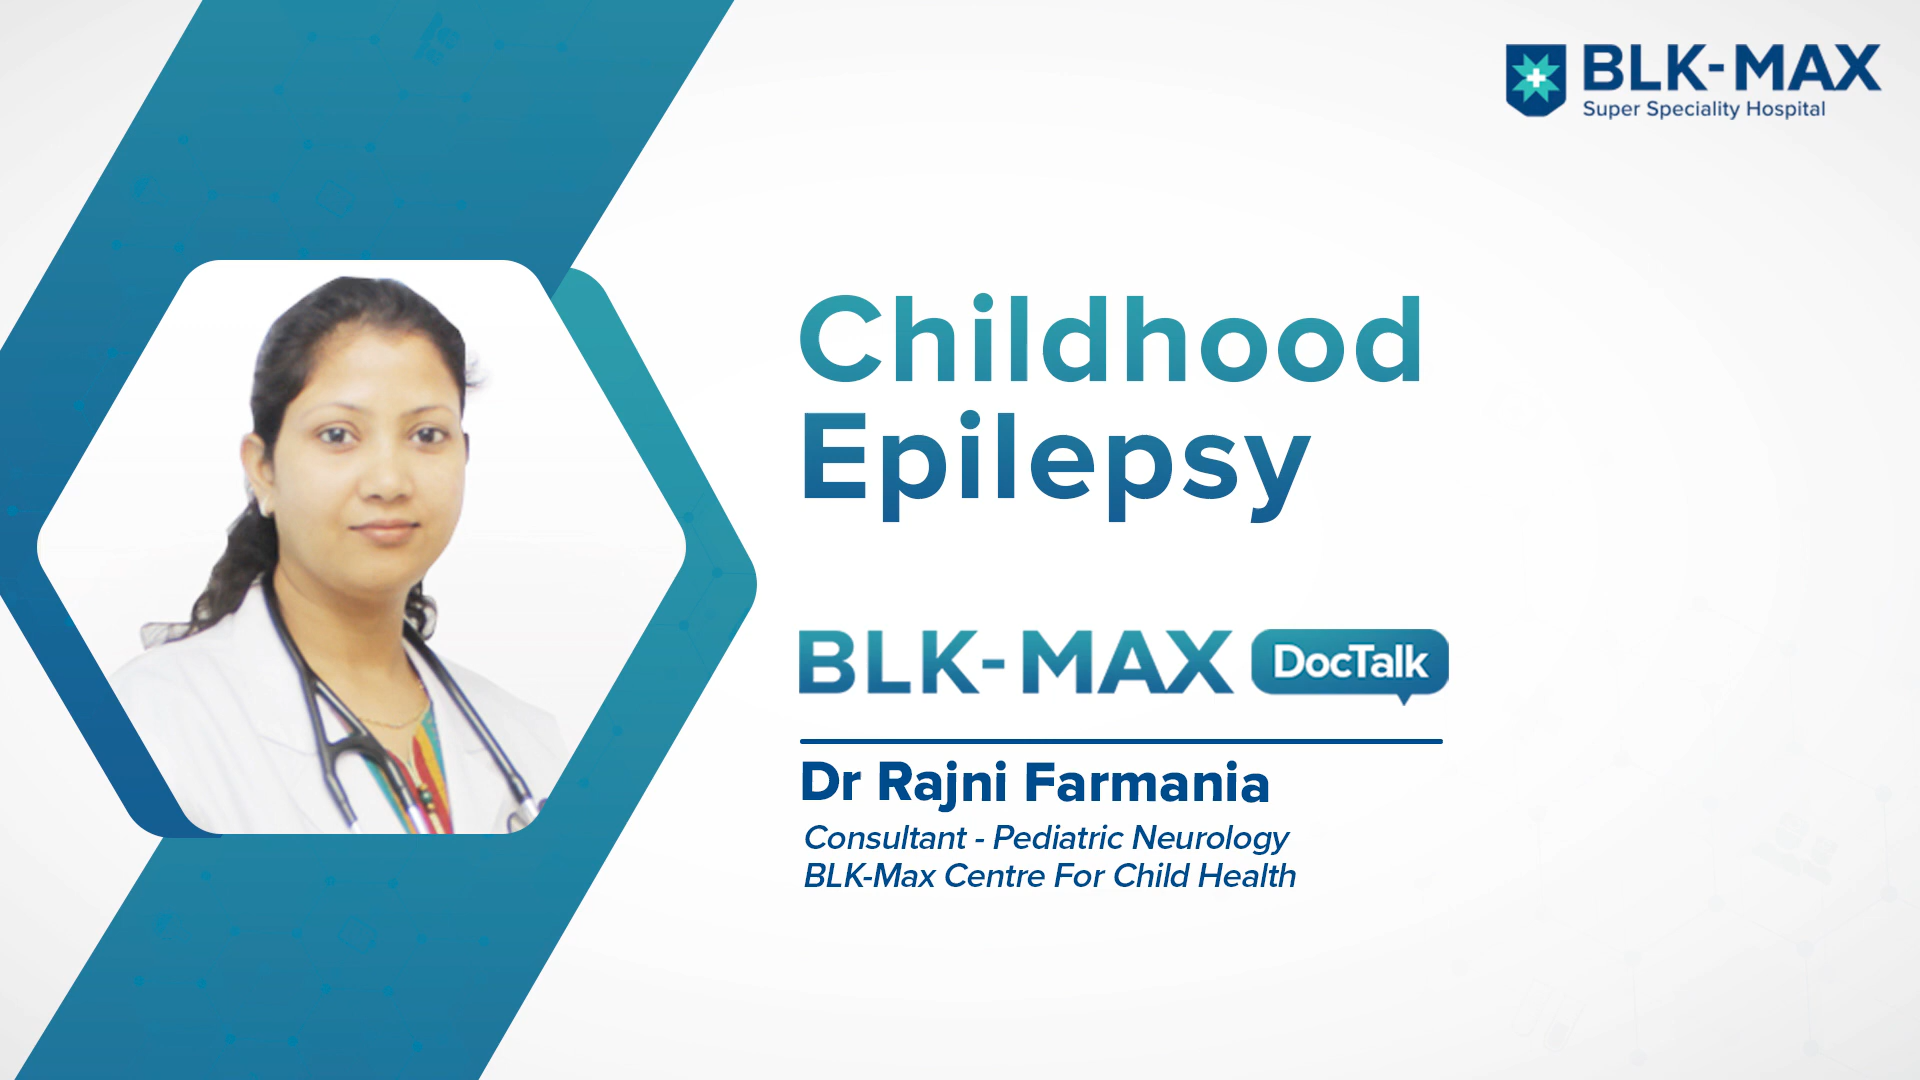 BLK-MAX
Super Speciality Hospital
Childhood
Epilepsy
BLK-MAX DocTalk
Dr Rajni Farmania
Consultant - Pediatric Neurology
BLK-Max Centre For Child Health